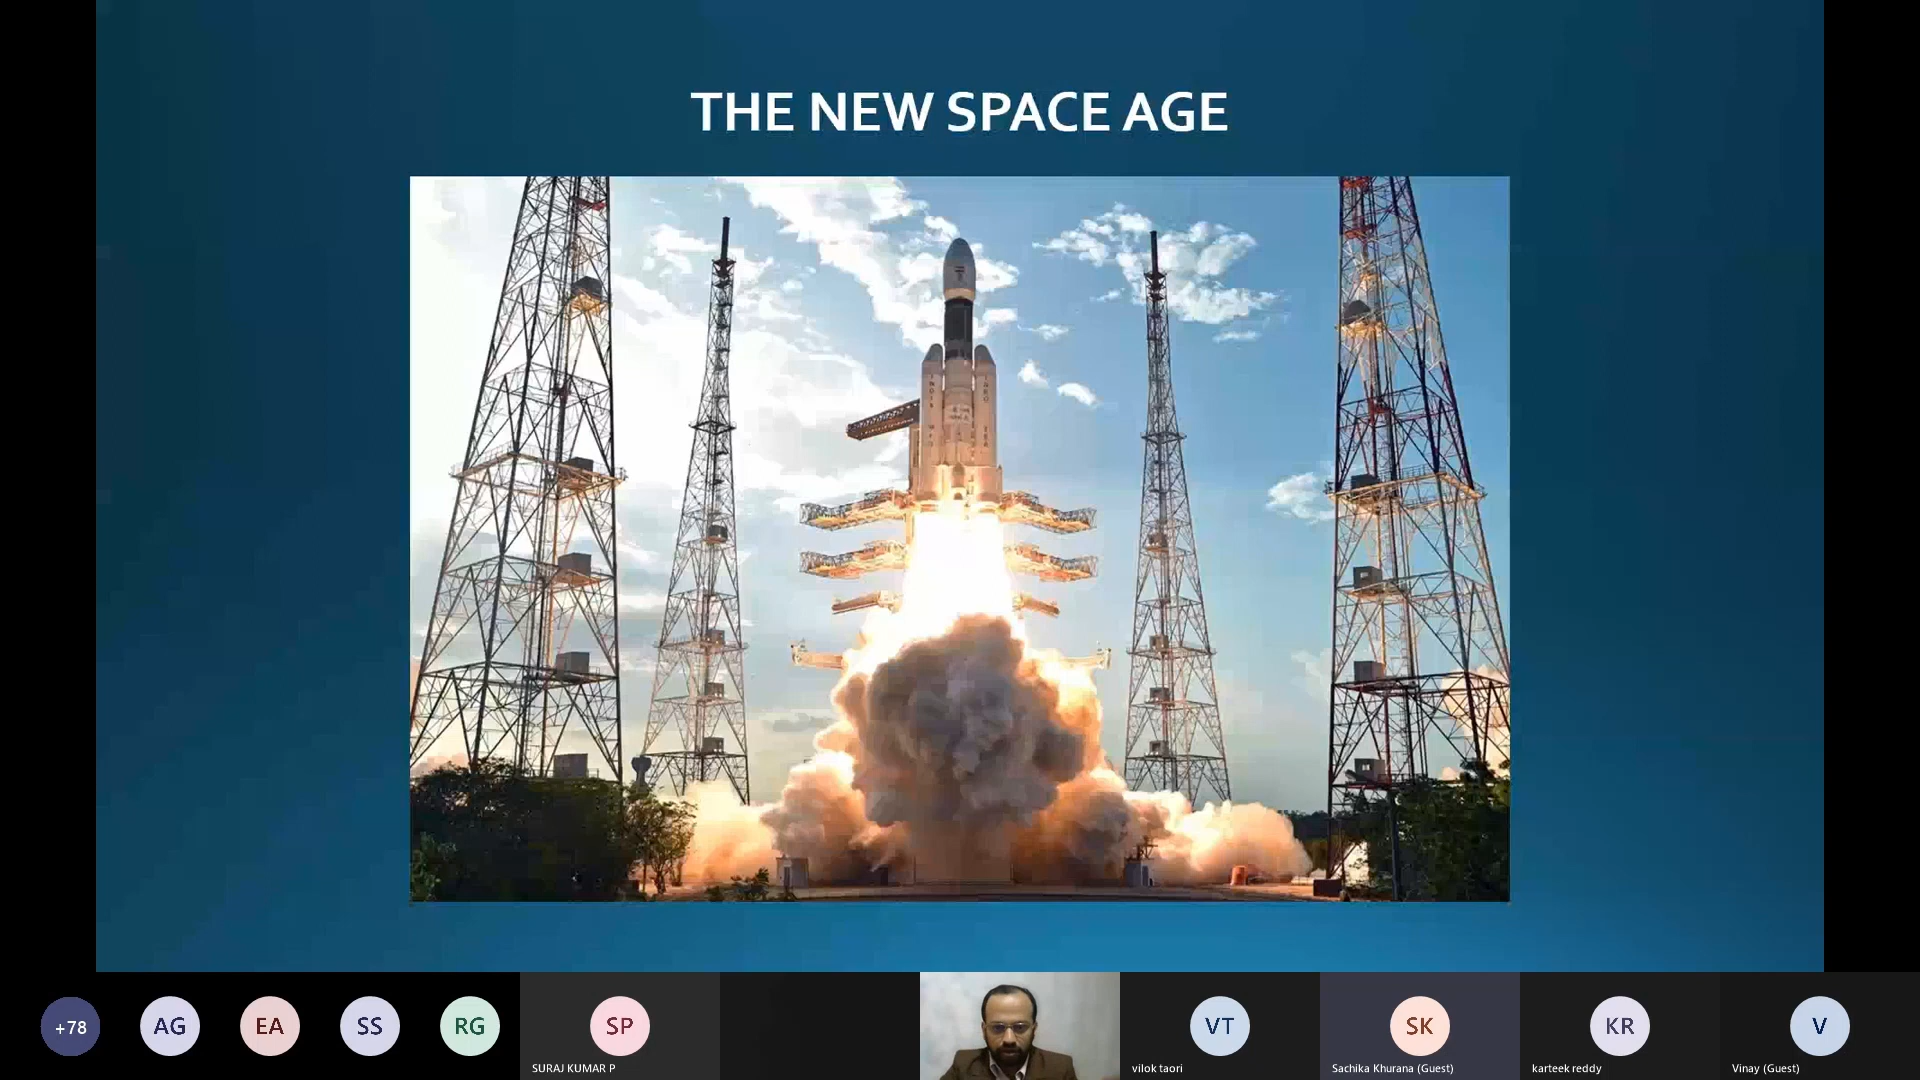 THE NEW SPACE AGE
+78
AG
EA
SS
RG
SP
SURAJ KUMAR P
VT
vilok taori
SK
Sachika Khurana (Guest)
KR
karteek reddy
V
Vinay (Guest)